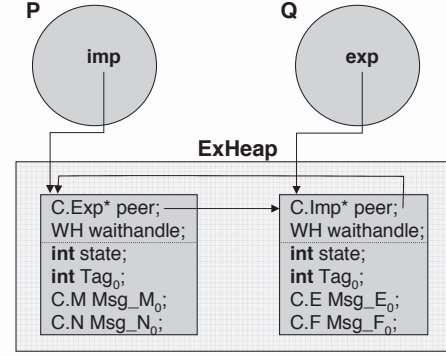 P
Q
imp
exp
ExHeap
C.Exp* peer;
WH waithandle;
int state;
int Tag₀;
C.M Msg_M₀;
C.N Msg_N₀;
C.Imp* peer;
WH waithandle;
int state;
int Tag₀;
C.E Msg_E₀;
C.F Msg_F₀;